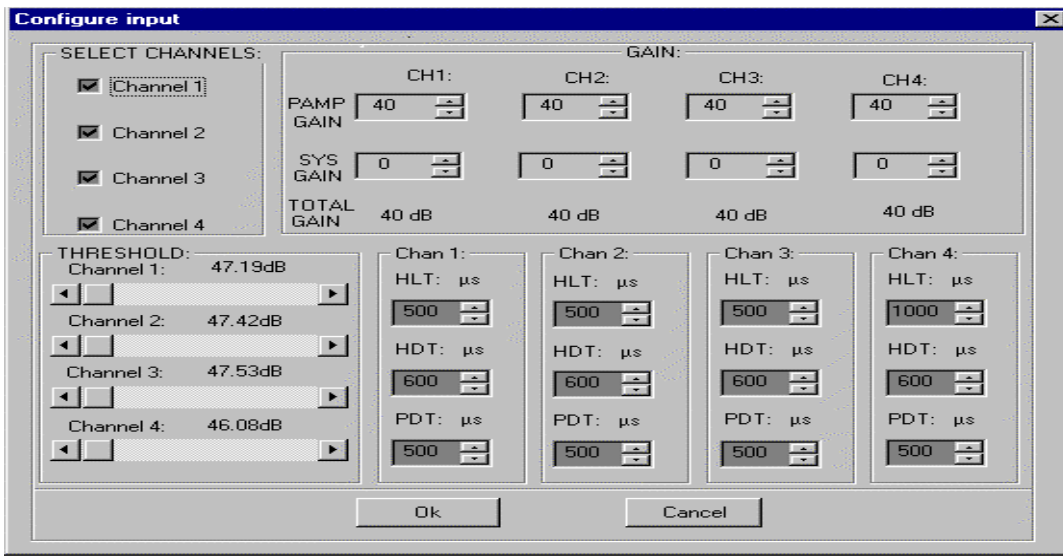 Configure input
SELECT CHANNELS:
Channel 1
Channel 2
Channel 3
Channel 4
GAIN:
CH1: CH2: CH3: CH4:
PAMP GAIN 40 40 40 40
SYS GAIN 0 0 0 0
TOTAL GAIN 40 dB 40 dB 40 dB 40 dB
THRESHOLD:
Channel 1: 47.19dB
Channel 2: 47.42dB
Channel 3: 47.53dB
Channel 4: 46.08dB
Chan 1:
HLT: µs
500
HDT: µs
600
PDT: µs
500
Chan 2:
HLT: µs
500
HDT: µs
600
PDT: µs
500
Chan 3:
HLT: µs
500
HDT: µs
600
PDT: µs
500
Chan 4:
HLT: µs
1000
HDT: µs
600
PDT: µs
500
Ok
Cancel